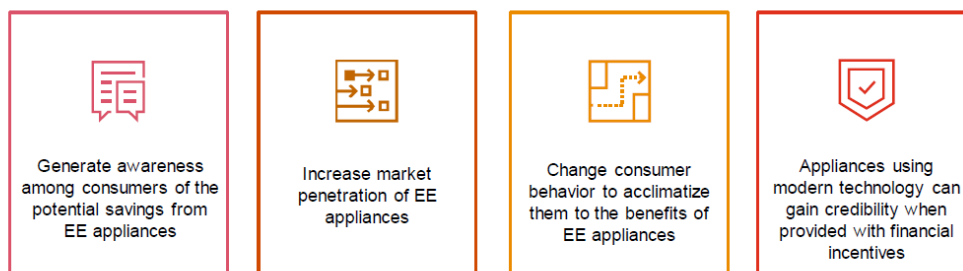 Generate awareness
among consumers of the
potential savings from
EE appliances
Increase market
penetration of EE
appliances
Change consumer
behavior to acclimatize
them to the benefits of
EE appliances
Appliances using
modern technology can
gain credibility when
provided with financial
incentives